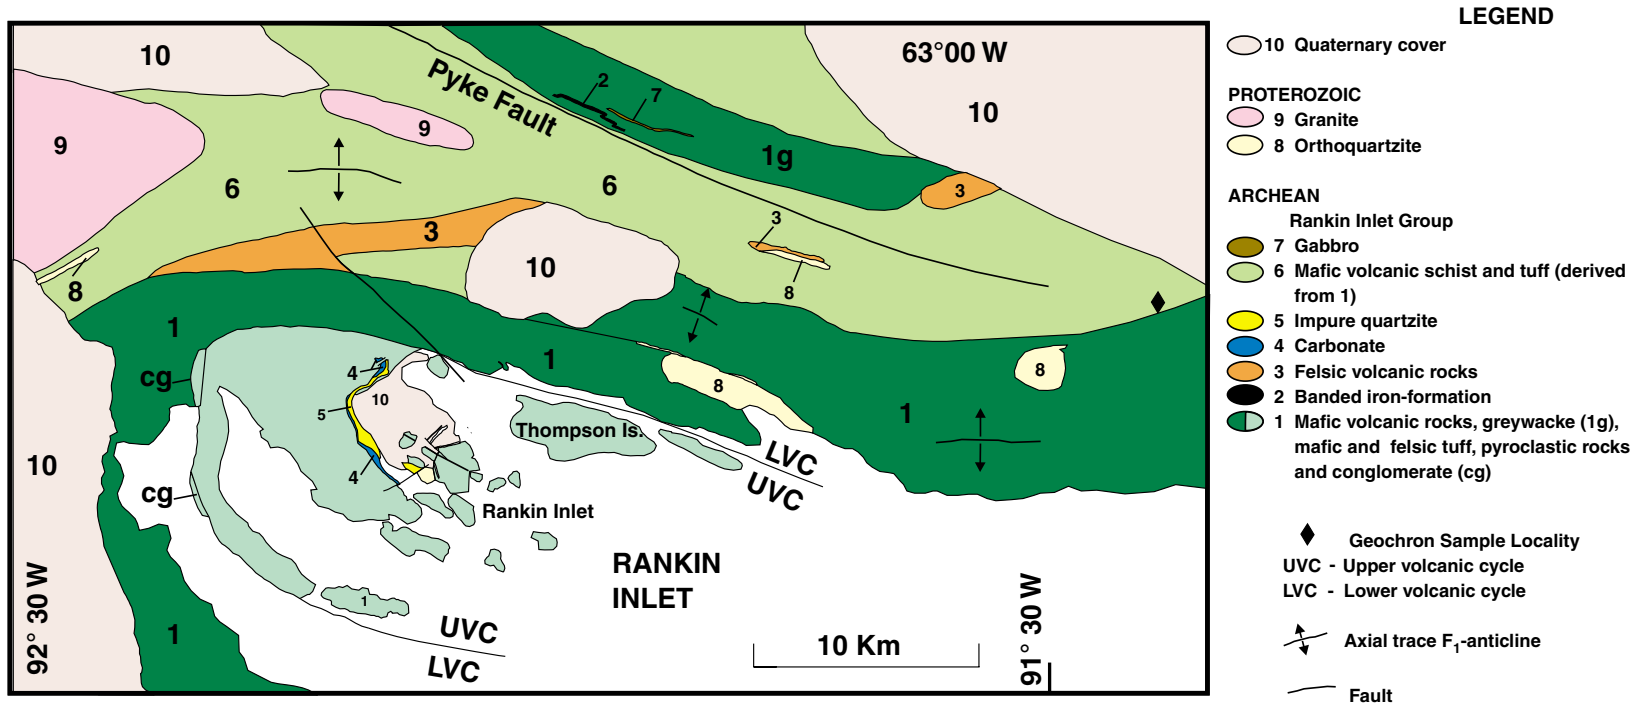 10
63°00 W
Pyke Fault
2
7
10
9
9
1g
6
6
3
3
3
10
8
8
1
1
cg
4
5
10
8
8
1
Thompson Is.
LVC
UVC
10
cg
4
Rankin Inlet
RANKIN
INLET
92° 30 W
1
1
UVC
LVC
10 Km
91° 30 W
LEGEND
10 Quaternary cover
PROTEROZOIC
9 Granite
8 Orthoquartzite
ARCHEAN
Rankin Inlet Group
7 Gabbro
6 Mafic volcanic schist and tuff (derived
from 1)
5 Impure quartzite
4 Carbonate
3 Felsic volcanic rocks
2 Banded iron-formation
1 Mafic volcanic rocks, greywacke (1g),
mafic and felsic tuff, pyroclastic rocks
and conglomerate (cg)
Geochron Sample Locality
UVC - Upper volcanic cycle
LVC - Lower volcanic cycle
Axial trace F1-anticline
Fault